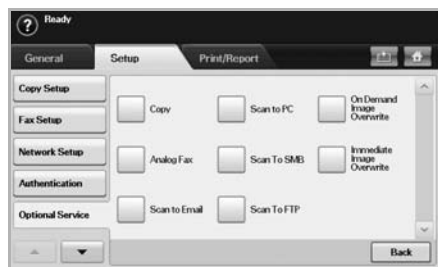 Ready
General
Setup
Print/Report
Copy Setup
Fax Setup
Network Setup
Authentication
Optional Service
Copy
Scan to PC
On Demand
Image
Overwrite
Analog Fax
Scan To SMB
Immediate
Image
Overwrite
Scan to Email
Scan To FTP
Back